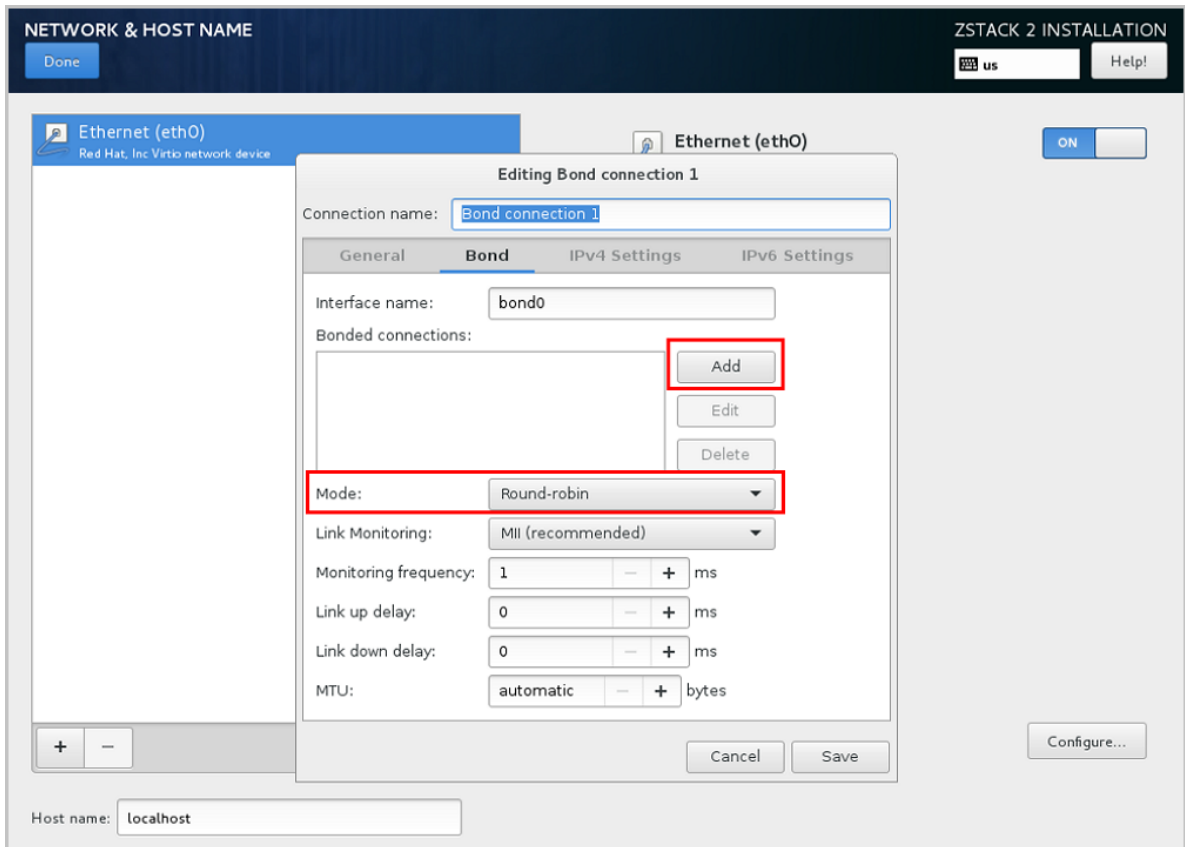 NETWORK & HOST NAME
ZSTACK 2 INSTALLATION
Done
us
Help!
Ethernet (eth0)
Red Hat, Inc Virtio network device
Ethernet (eth0)
ON
Editing Bond connection 1
Connection name: Bond connection 1
General Bond IPv4 Settings IPv6 Settings
Interface name: bond0
Bonded connections:
Add
Edit
Delete
Mode: Round-robin
Link Monitoring: MII (recommended)
Monitoring frequency: 1 − + ms
Link up delay: 0 − + ms
Link down delay: 0 − + ms
MTU: automatic − + bytes
+ −
Configure...
Cancel Save
Host name: localhost